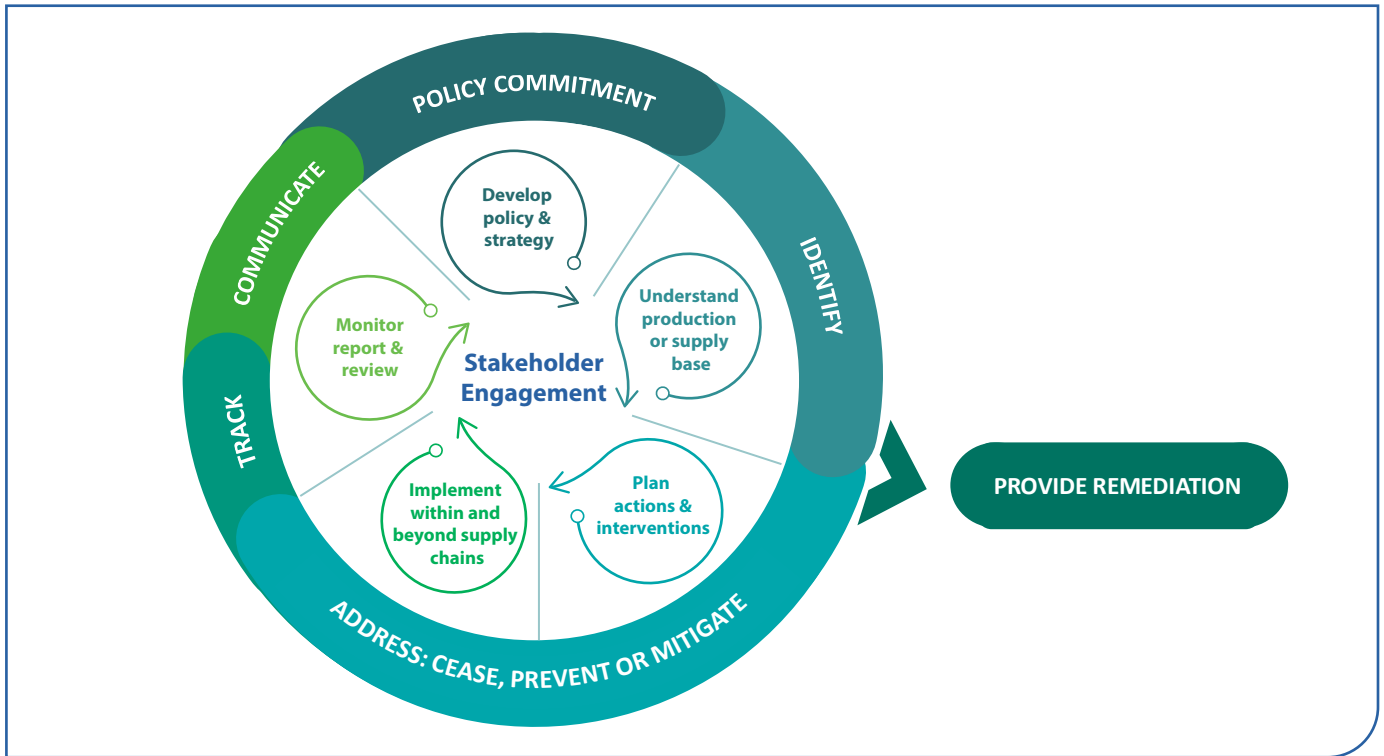 POLICY COMMITMENT
IDENTIFY
ADDRESS: CEASE, PREVENT OR MITIGATE
TRACK
COMMUNICATE
Develop
policy &
strategy
Understand
production
or supply
base
Plan
actions &
interventions
Implement
within and
beyond supply
chains
Monitor
report &
review
Stakeholder
Engagement
PROVIDE REMEDIATION